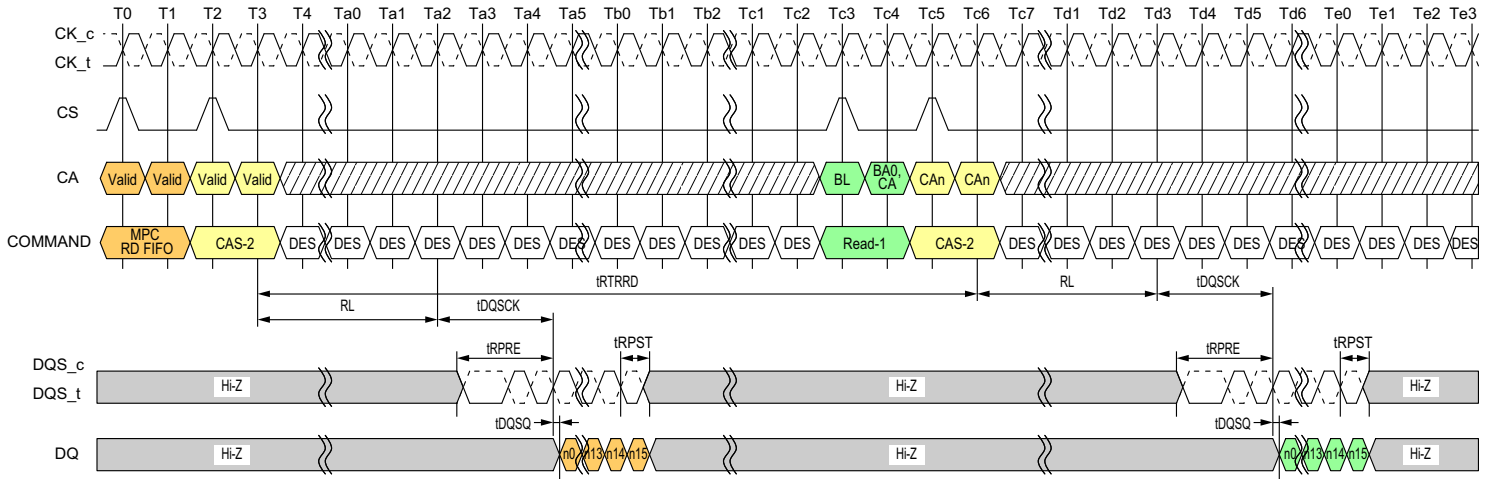 T0 T1 T2 T3 T4 Ta0 Ta1 Ta2 Ta3 Ta4 Ta5 Tb0 Tb1 Tb2 Tc1 Tc2 Tc3 Tc4 Tc5 Tc6 Tc7 Td1 Td2 Td3 Td4 Td5 Td6 Te0 Te1 Te2 Te3
CK_c
CK_t
CS
CA Valid Valid Valid Valid BL BA0, CA CAn CAn
COMMAND MPC RD FIFO CAS-2 DES DES DES DES DES DES DES DES DES DES DES DES Read-1 CAS-2 DES DES DES DES DES DES DES DES DES DES DES
tRTRRD
RL tDQSCK RL tDQSCK
tRPRE tRPST tRPRE tRPST
DQS_c
DQS_t
Hi-Z Hi-Z Hi-Z
tDQSQ tDQSQ
DQ Hi-Z n0 n13 n14 n15 Hi-Z n0 n13 n14 n15 Hi-Z